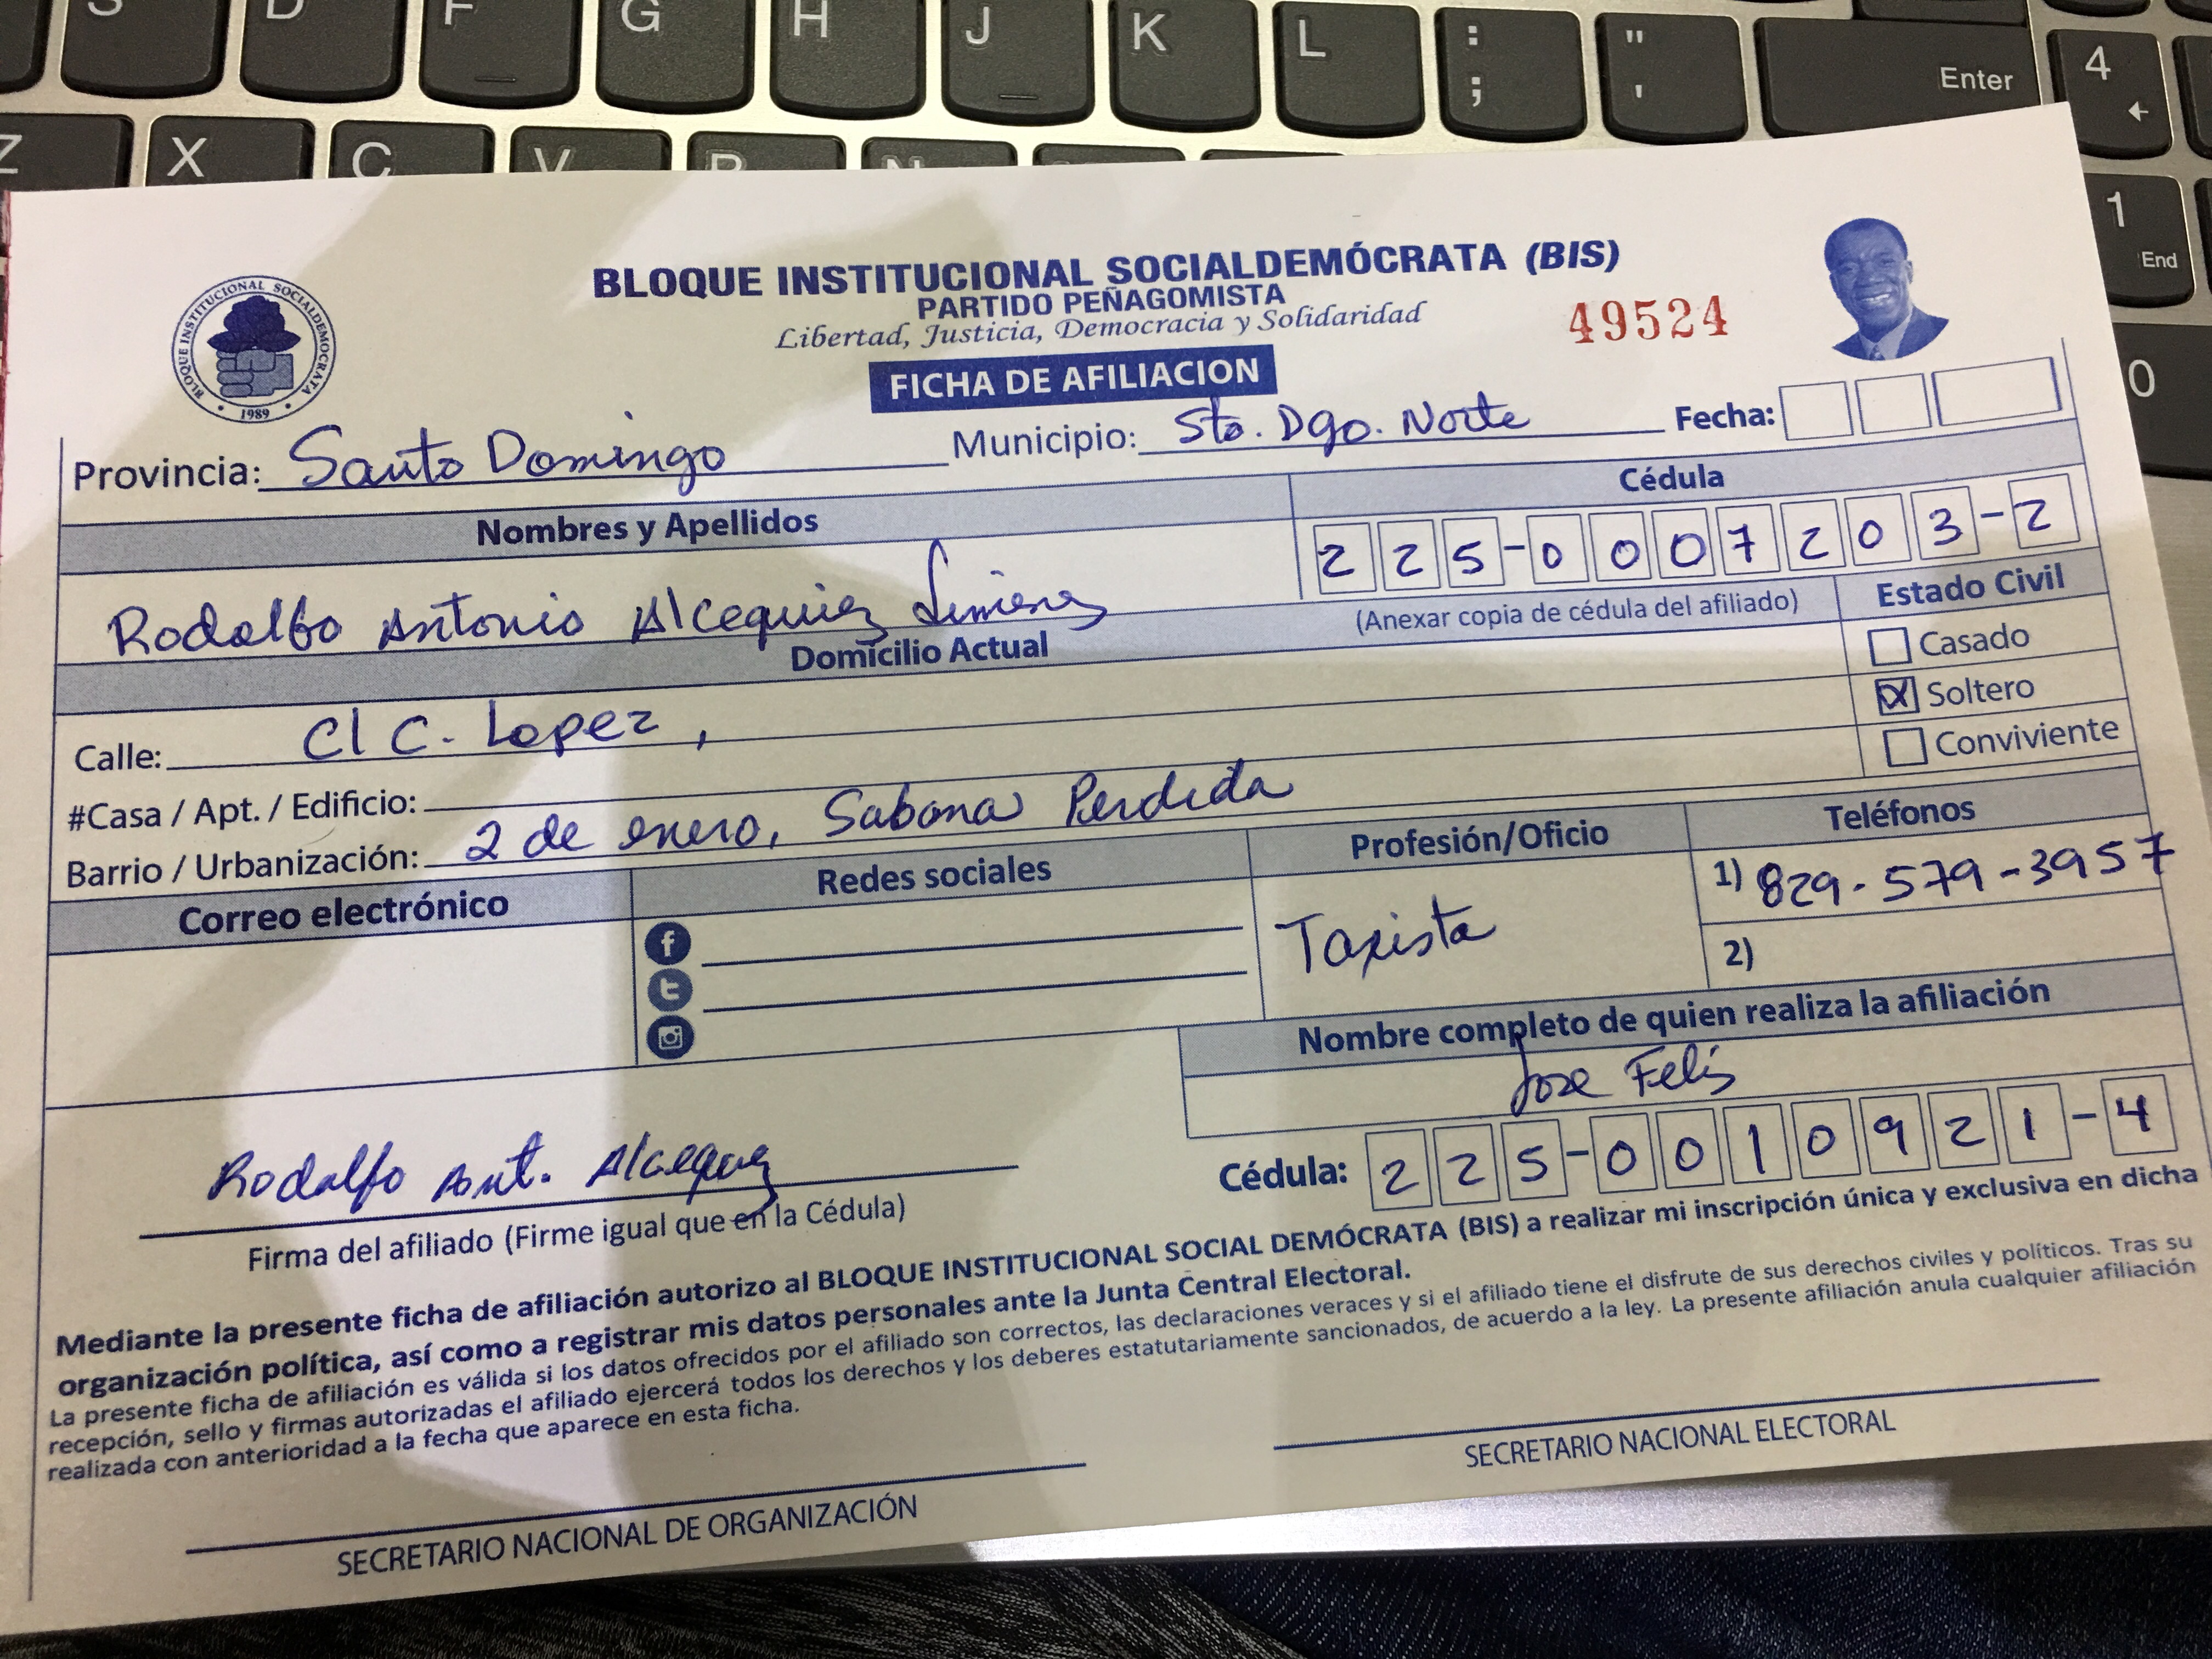 S D F G H J K L : ; " ' Enter 4
Z X C V B N 1 End
0
BLOQUE INSTITUCIONAL SOCIALDEMÓCRATA (BIS)
PARTIDO PEÑAGOMISTA
Libertad, Justicia, Democracia y Solidaridad
49524
BLOQUE INSTITUCIONAL SOCIALDEMOCRATA
1989
FICHA DE AFILIACION
Provincia: Santo Domingo Municipio: Sto. Dgo. Norte Fecha:
Nombres y Apellidos Cédula
Rodolfo Antonio Alcequiez Jimenez 225-0007203-2
(Anexar copia de cédula del afiliado) Estado Civil
Domicilio Actual
Casado
Soltero
Conviviente
Calle: C/ C. Lopez,
#Casa / Apt. / Edificio:
Barrio / Urbanización: 2 de enero, Sabana Perdida
Correo electrónico Redes sociales Profesión/Oficio Teléfonos
Taxista 1) 829-579-3957
2)
Nombre completo de quien realiza la afiliación
Jose Felis
Cédula: 225-0010921-4
Rodolfo Ant. Alcequiez
Firma del afiliado (Firme igual que en la Cédula)
Mediante la presente ficha de afiliación autorizo al BLOQUE INSTITUCIONAL SOCIAL DEMÓCRATA (BIS) a realizar mi inscripción única y exclusiva en dicha
organización política, así como a registrar mis datos personales ante la Junta Central Electoral.
La presente ficha de afiliación es válida si los datos ofrecidos por el afiliado son correctos, las declaraciones veraces y si el afiliado tiene el disfrute de sus derechos civiles y políticos. Tras su
recepción, sello y firmas autorizadas el afiliado ejercerá todos los derechos y los deberes estatutariamente sancionados, de acuerdo a la ley. La presente afiliación anula cualquier afiliación
realizada con anterioridad a la fecha que aparece en esta ficha.
SECRETARIO NACIONAL DE ORGANIZACIÓN
SECRETARIO NACIONAL ELECTORAL